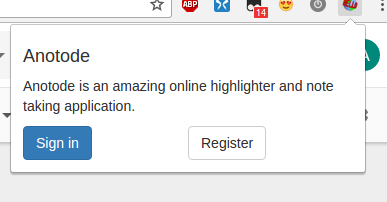 ABP
14
A
Anotode
Anotode is an amazing online highlighter and note
taking application.
Sign in
Register